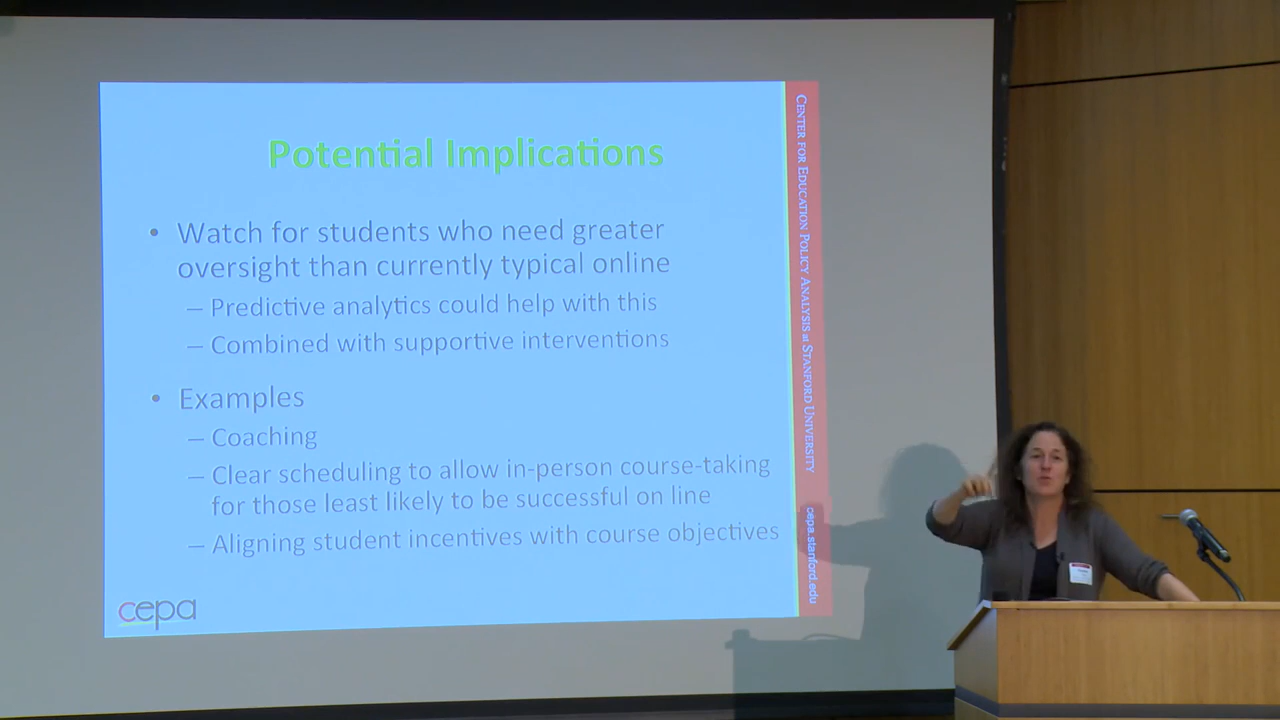 Potential Implications
• Watch for students who need greater
oversight than currently typical online
– Predictive analytics could help with this
– Combined with supportive interventions
• Examples
– Coaching
– Clear scheduling to allow in-person course-taking
for those least likely to be successful on line
– Aligning student incentives with course objectives
cepa
CENTER FOR EDUCATION POLICY ANALYSIS at STANFORD UNIVERSITY
cepa.stanford.edu